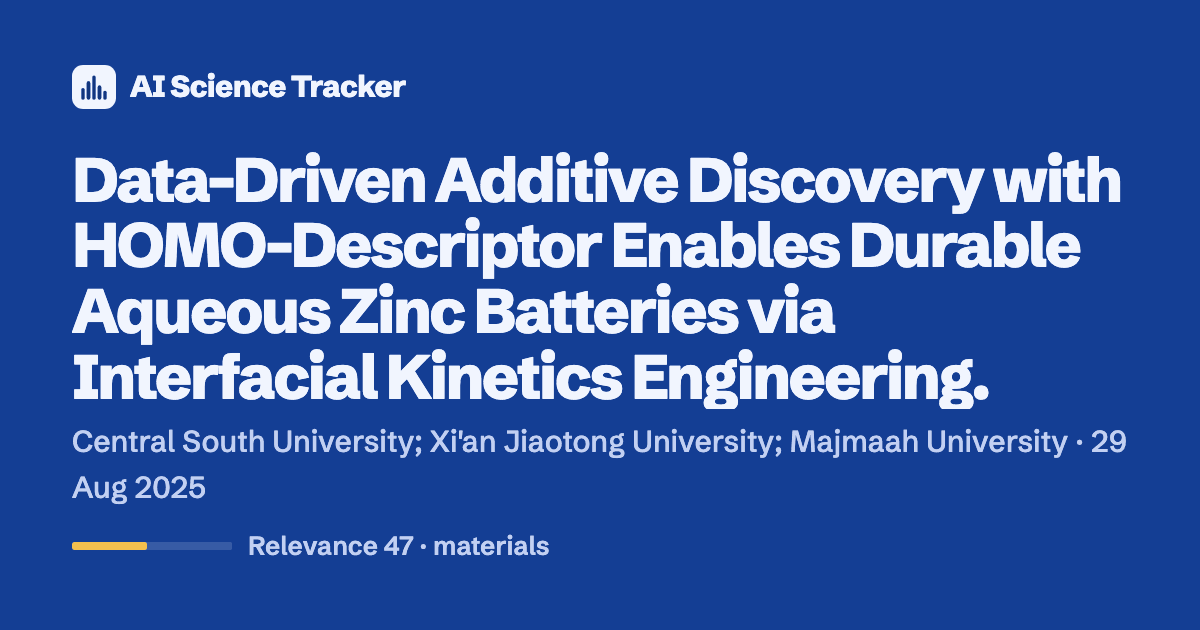 AI Science Tracker
Data-Driven Additive Discovery with
HOMO-Descriptor Enables Durable
Aqueous Zinc Batteries via
Interfacial Kinetics Engineering.
Central South University; Xi'an Jiaotong University; Majmaah University · 29
Aug 2025
Relevance 47 · materials